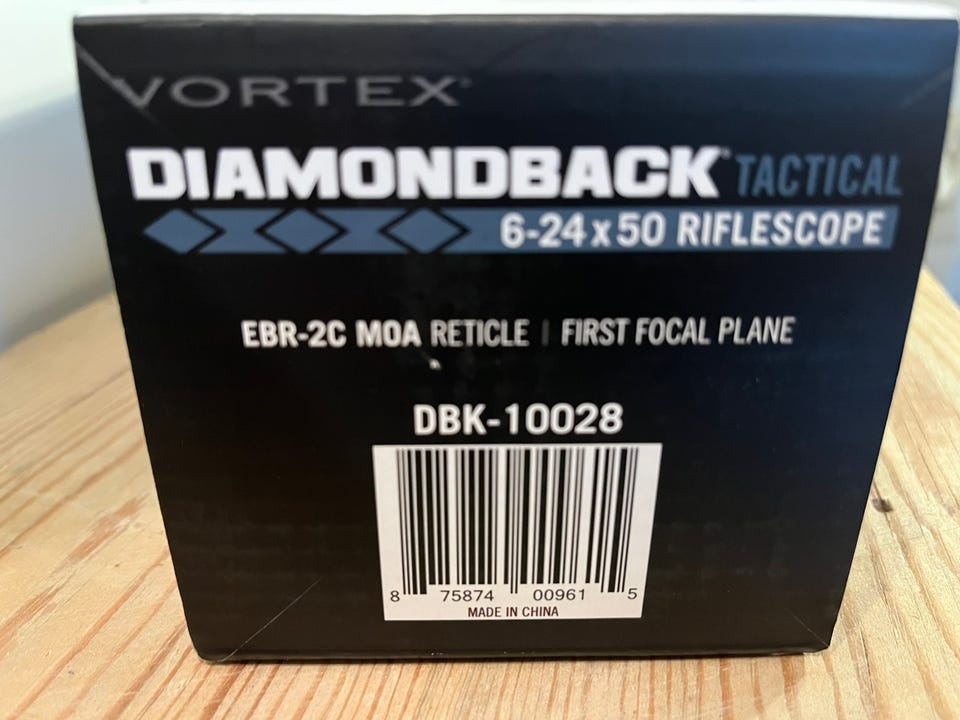 VORTEX
DIAMONDBACK® TACTICAL
6-24x50 RIFLESCOPE
EBR-2C MOA RETICLE | FIRST FOCAL PLANE
DBK-10028
8 75874 00961 5
MADE IN CHINA